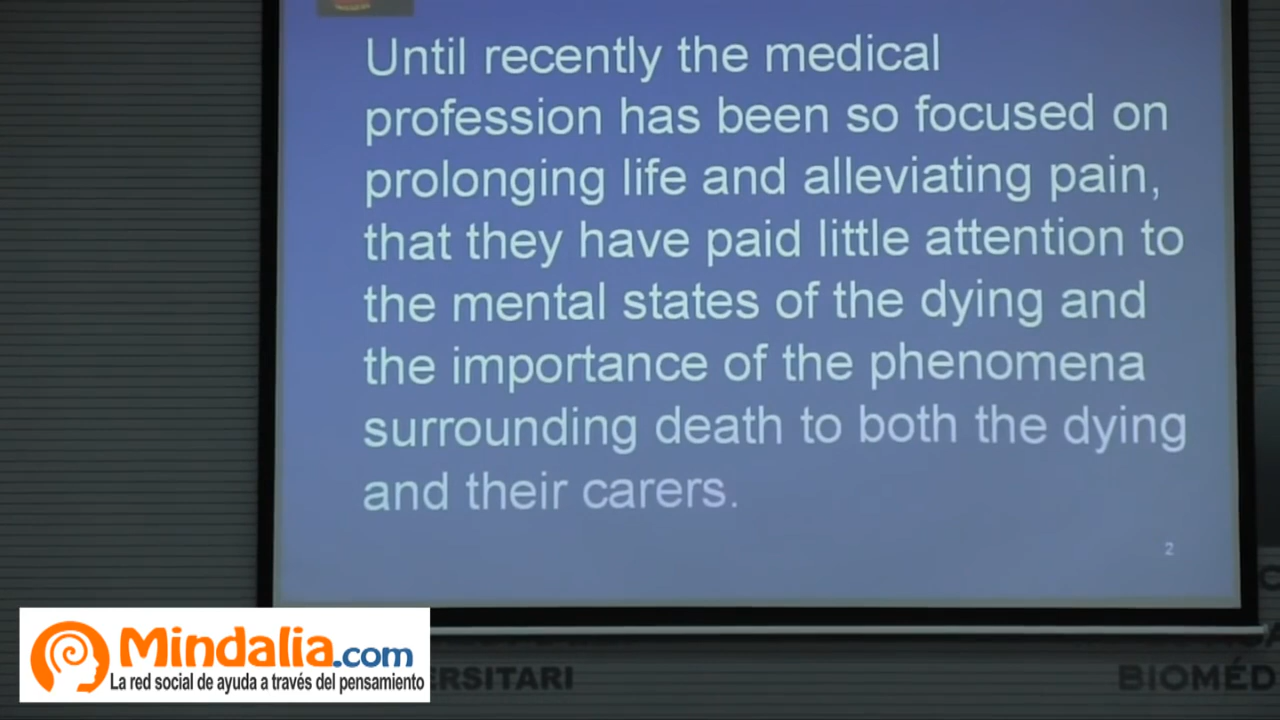 Until recently the medical
profession has been so focused on
prolonging life and alleviating pain,
that they have paid little attention to
the mental states of the dying and
the importance of the phenomena
surrounding death to both the dying
and their carers.
2
Mindalia.com
La red social de ayuda a través del pensamiento